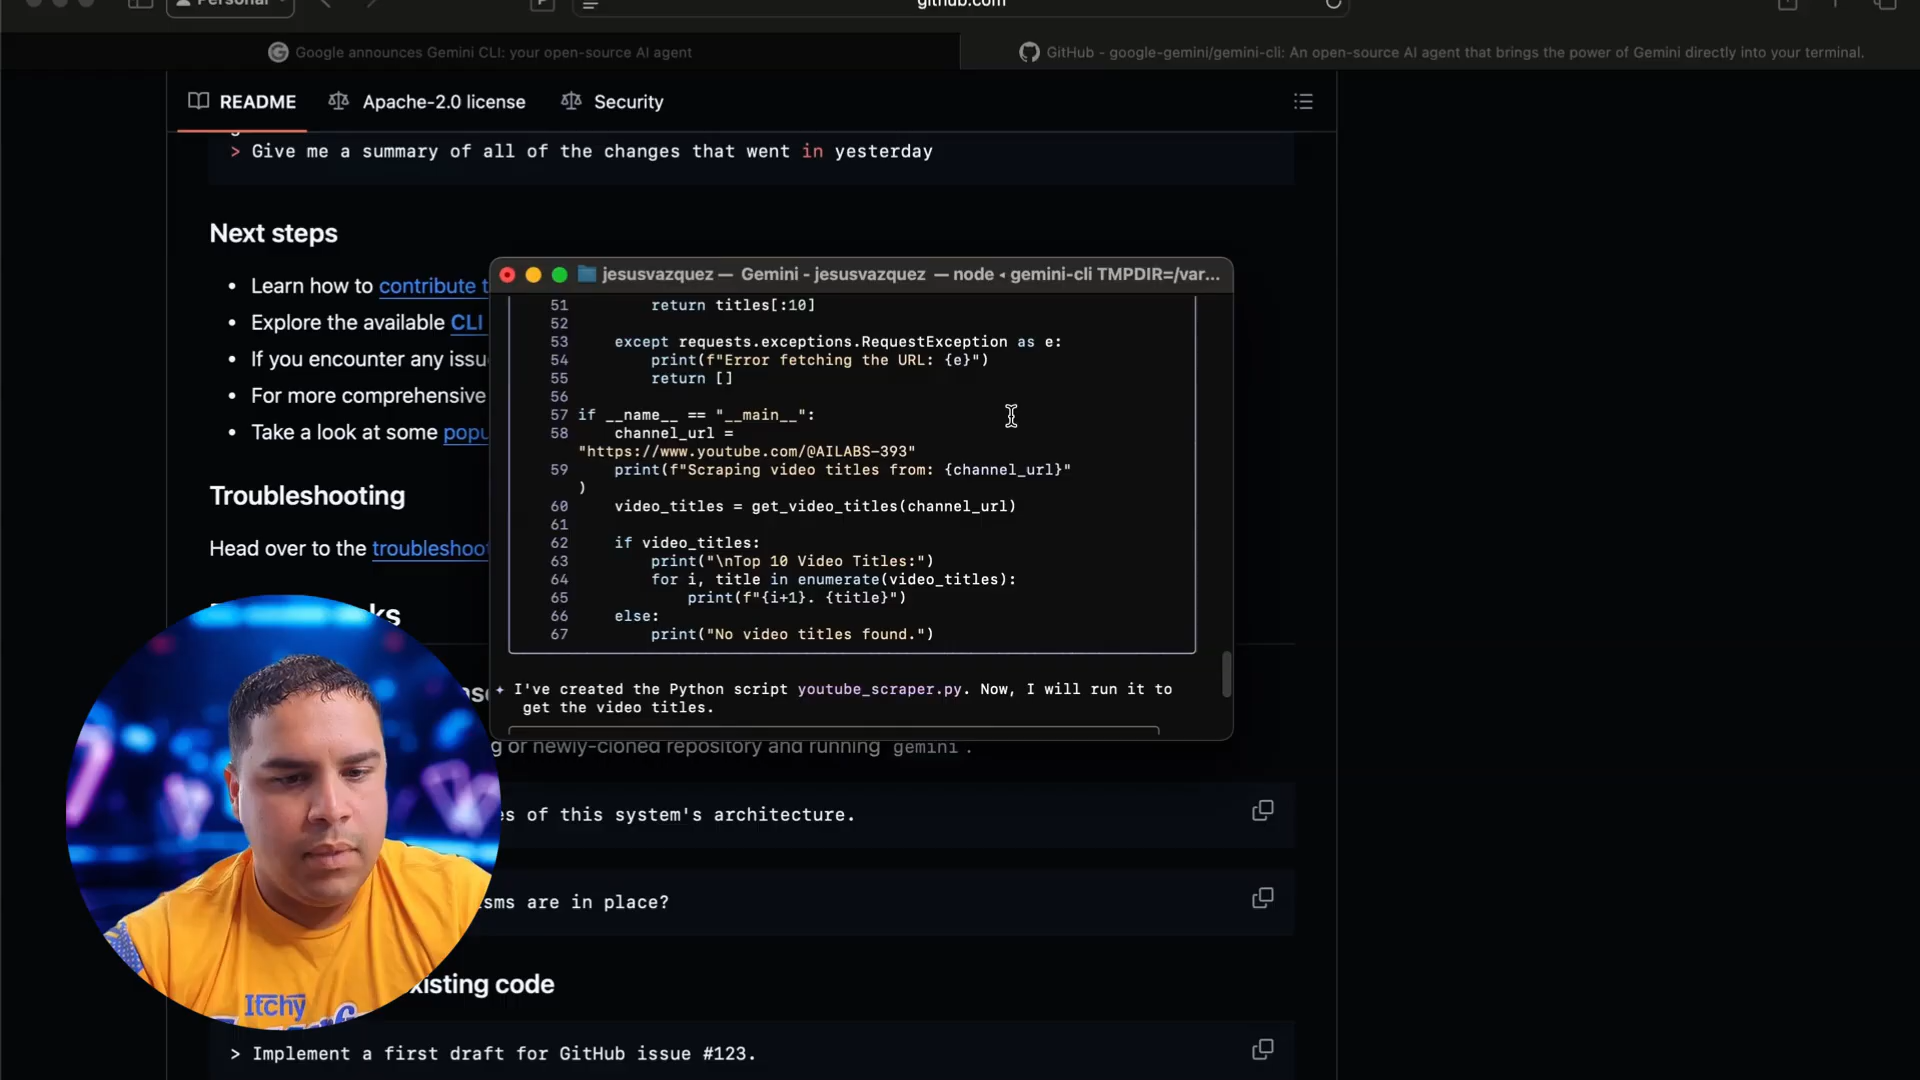 Personal
github.com
Google announces Gemini CLI: your open-source AI agent
GitHub - google-gemini/gemini-cli: An open-source AI agent that brings the power of Gemini directly into your terminal.
README
Apache-2.0 license
Security
> Give me a summary of all of the changes that went in yesterday
Next steps
• Learn how to contribute t
• Explore the available CLI
• If you encounter any issu
• For more comprehensive
• Take a look at some popu
Troubleshooting
Head over to the troubleshoot
ks
jesusvazquez — Gemini - jesusvazquez — node ◂ gemini-cli TMPDIR=/var...
51 return titles[:10]
52
53 except requests.exceptions.RequestException as e:
54 print(f"Error fetching the URL: {e}")
55 return []
56
57 if __name__ == "__main__":
58 channel_url =
"https://www.youtube.com/@AILABS-393"
59 print(f"Scraping video titles from: {channel_url}"
)
60 video_titles = get_video_titles(channel_url)
61
62 if video_titles:
63 print("\nTop 10 Video Titles:")
64 for i, title in enumerate(video_titles):
65 print(f"{i+1}. {title}")
66 else:
67 print("No video titles found.")
✦ I've created the Python script youtube_scraper.py. Now, I will run it to
get the video titles.
g or newly-cloned repository and running gemini .
es of this system's architecture.
sms are in place?
xisting code
> Implement a first draft for GitHub issue #123.
Itchy